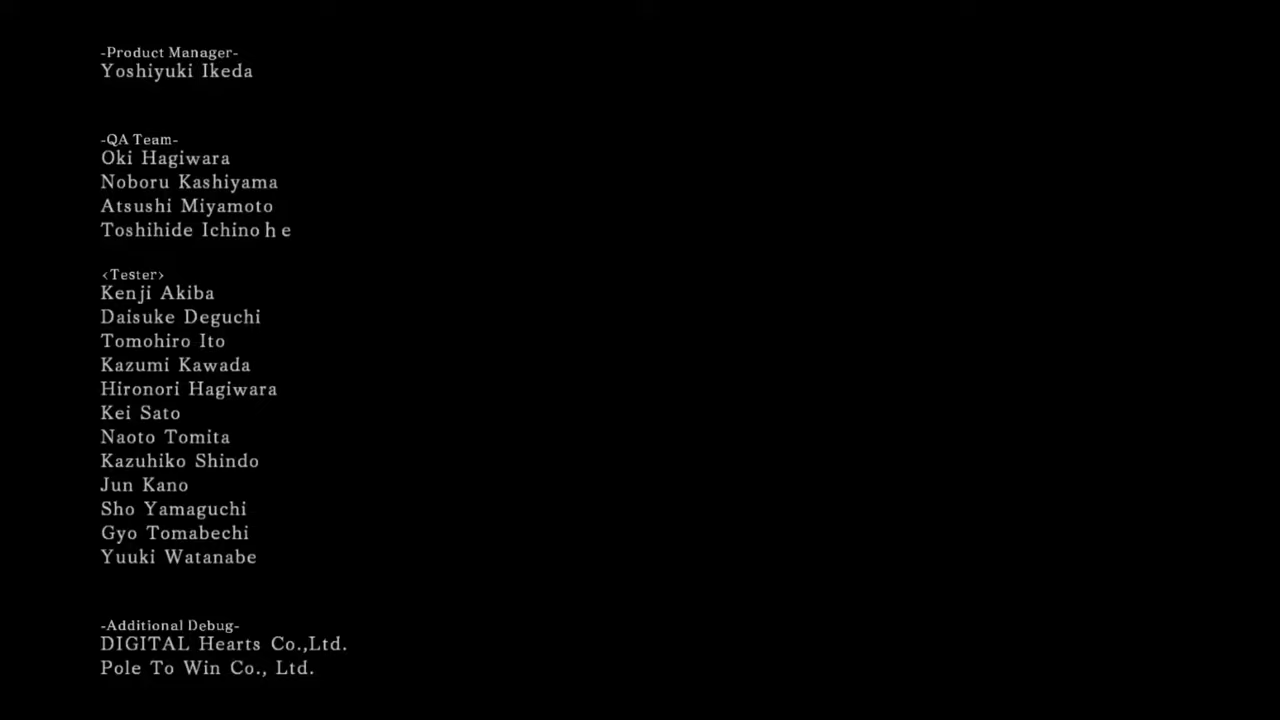 -Product Manager-
Yoshiyuki Ikeda
-QA Team-
Oki Hagiwara
Noboru Kashiyama
Atsushi Miyamoto
Toshihide Ichinoｈｅ
<Tester>
Kenji Akiba
Daisuke Deguchi
Tomohiro Ito
Kazumi Kawada
Hironori Hagiwara
Kei Sato
Naoto Tomita
Kazuhiko Shindo
Jun Kano
Sho Yamaguchi
Gyo Tomabechi
Yuuki Watanabe
-Additional Debug-
DIGITAL Hearts Co.,Ltd.
Pole To Win Co., Ltd.